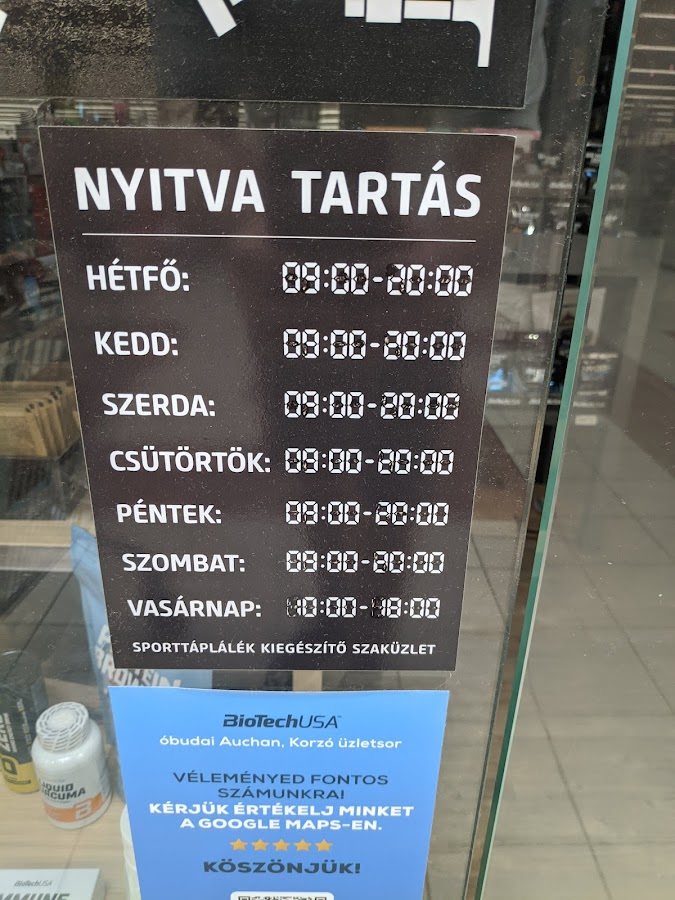 NYITVA TARTÁS
HÉTFŐ: 09:00-20:00
KEDD: 09:00-20:00
SZERDA: 09:00-20:00
CSÜTÖRTÖK: 09:00-20:00
PÉNTEK: 09:00-20:00
SZOMBAT: 09:00-20:00
VASÁRNAP: 10:00-18:00
SPORTTÁPLÁLÉK KIEGÉSZÍTŐ SZAKÜZLET
BIOTECHUSA
óbudai Auchan, Korzó üzletsor
VÉLEMÉNYED FONTOS
SZÁMUNKRA!
KÉRJÜK ÉRTÉKELJ MINKET
A GOOGLE MAPS-EN.
KÖSZÖNJÜK!
BIOTECHUSA